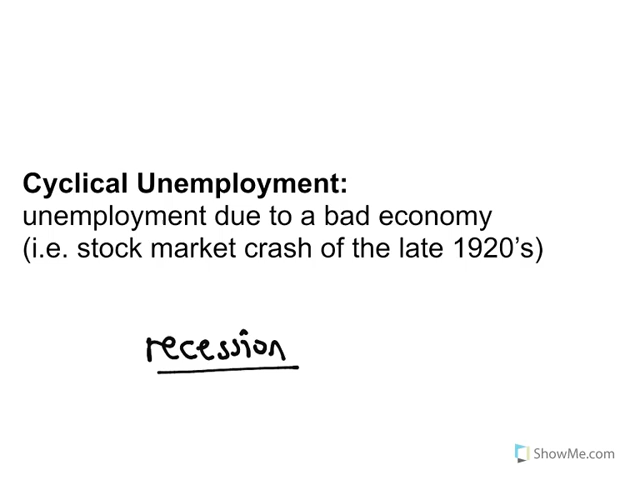 Cyclical Unemployment:
unemployment due to a bad economy
(i.e. stock market crash of the late 1920's)
recession
ShowMe.com